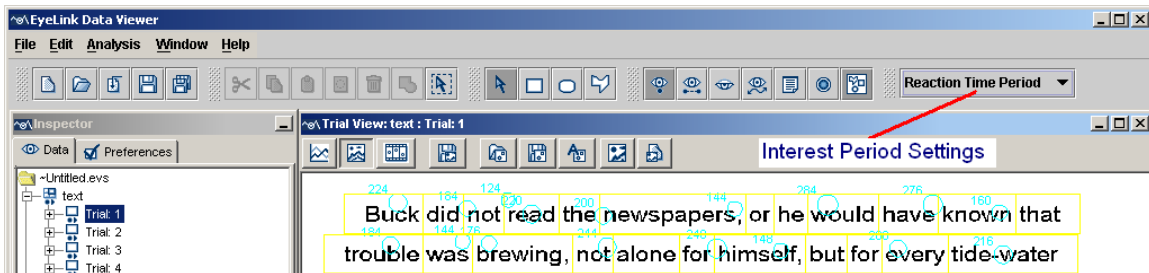 EyeLink Data Viewer
File Edit Analysis Window Help
Reaction Time Period
Inspector
Trial View: text : Trial: 1
Data Preferences
Interest Period Settings
~Untitled.evs
text
Trial: 1
Trial: 2
Trial: 3
Trial: 4
224 184 124 220 200 144 264 276 160
Buck did not read the newspapers, or he would have known that
184 144 176 244 248 148 216
trouble was brewing, not alone for himself, but for every tide-water